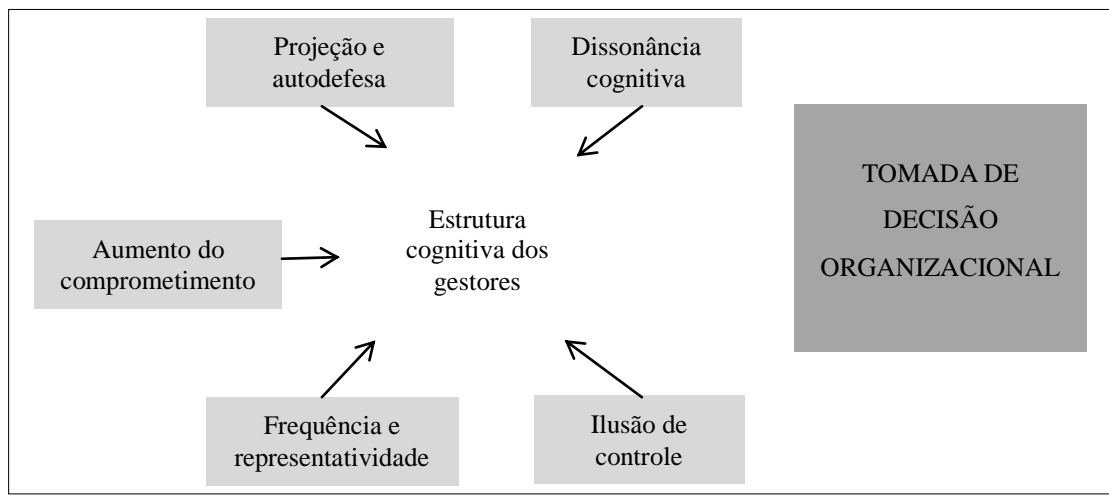 Projeção e
autodefesa
Dissonância
cognitiva
TOMADA DE
DECISÃO
ORGANIZACIONAL
Estrutura
cognitiva dos
gestores
Aumento do
comprometimento
Frequência e
representatividade
Ilusão de
controle